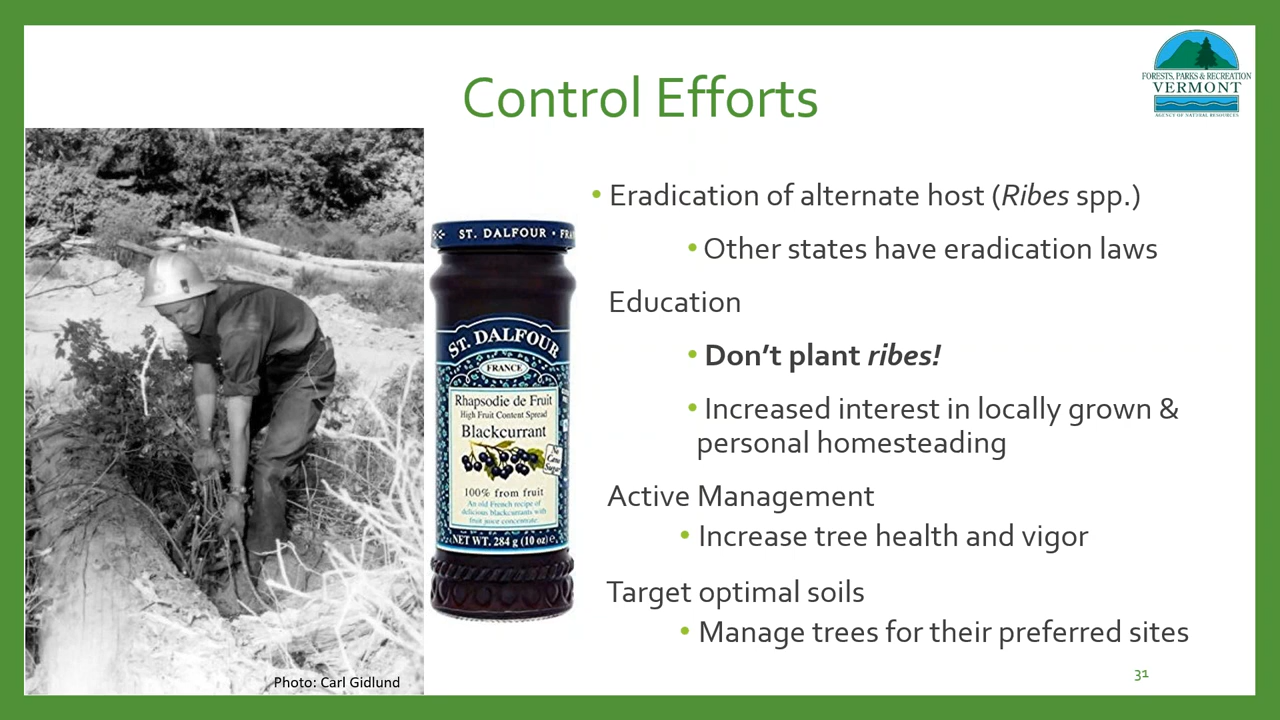 Control Efforts
FORESTS, PARKS & RECREATION
VERMONT
AGENCY OF NATURAL RESOURCES
• Eradication of alternate host (Ribes spp.)
• Other states have eradication laws
Education
• Don’t plant ribes!
• Increased interest in locally grown &
personal homesteading
Active Management
• Increase tree health and vigor
Target optimal soils
• Manage trees for their preferred sites
ST. DALFOUR • FRA
ST. DALFOUR
FRANCE
Rhapsodie de Fruit
High Fruit Content Spread
Blackcurrant
No
Cane
Sugar
100% from fruit
An old French recipe of
delicious blackcurrants with
fruit juice concentrate.
NET WT. 284 g (10 oz) e.
Photo: Carl Gidlund
31